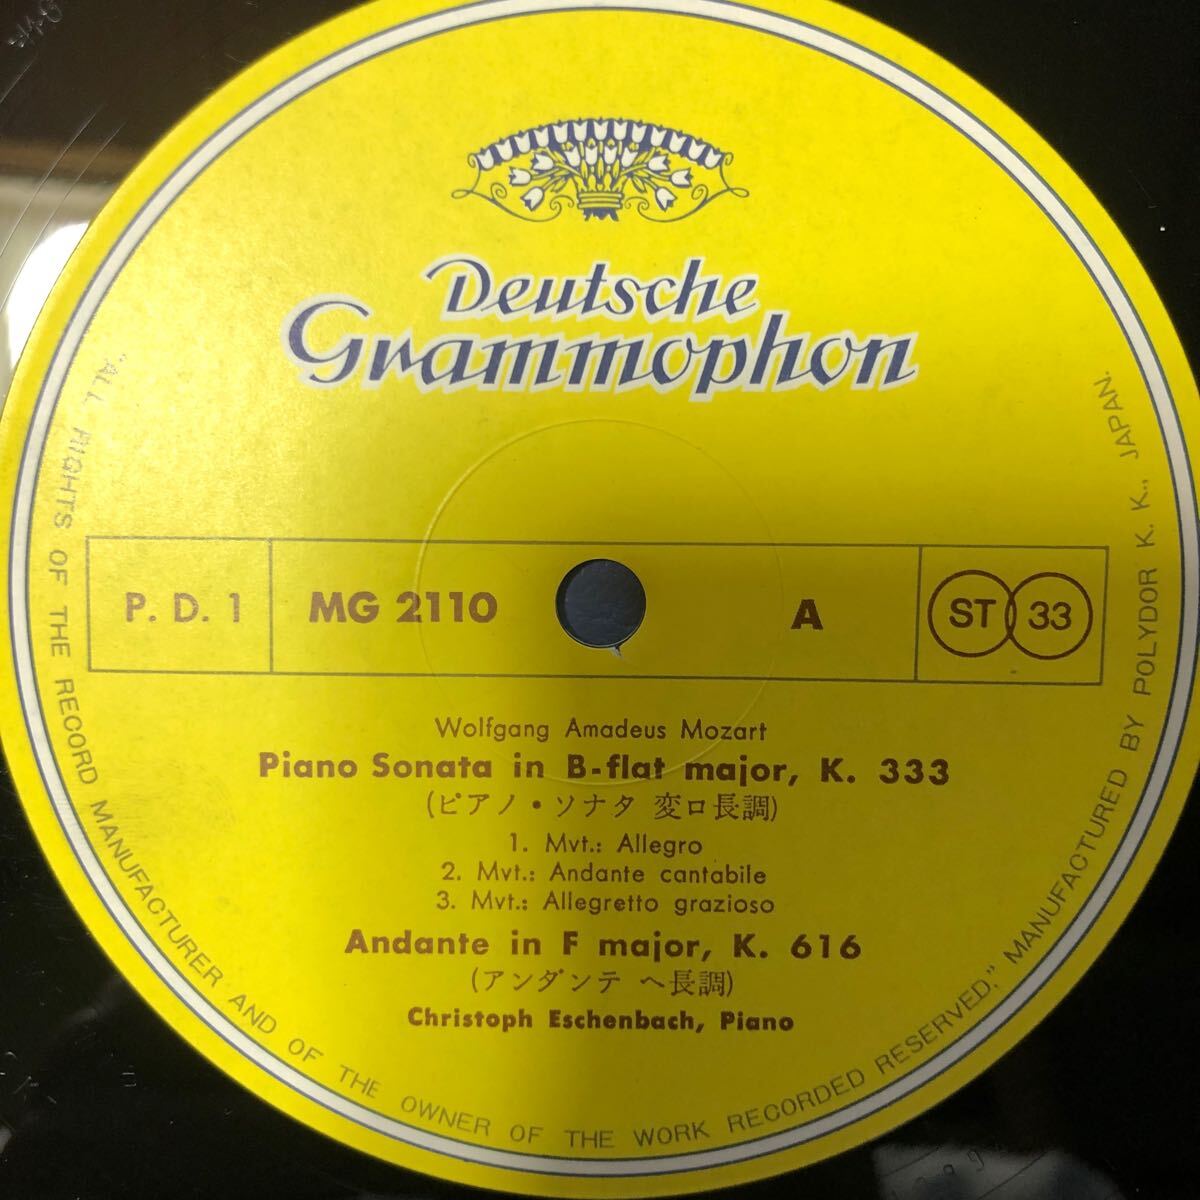 Deutsche
Grammophon
P. D. 1 MG 2110 A ST 33
Wolfgang Amadeus Mozart
Piano Sonata in B-flat major, K. 333
(ピアノ・ソナタ 変ロ長調)
1. Mvt.: Allegro
2. Mvt.: Andante cantabile
3. Mvt.: Allegretto grazioso
Andante in F major, K. 616
(アンダンテ ヘ長調)
Christoph Eschenbach, Piano
"ALL RIGHTS OF THE RECORD MANUFACTURER AND OF THE OWNER OF THE WORK RECORDED RESERVED," MANUFACTURED BY POLYDOR K. K., JAPAN.